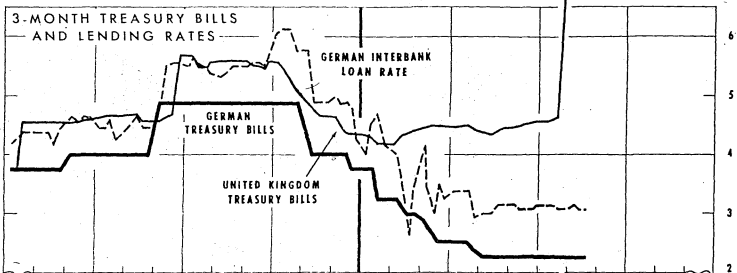 3-MONTH TREASURY BILLS
AND LENDING RATES
6
GERMAN INTERBANK
LOAN RATE
5
GERMAN
TREASURY BILLS
4
UNITED KINGDOM
TREASURY BILLS
3
2